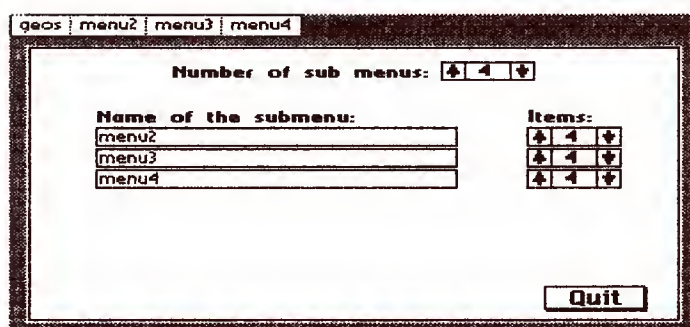 geos menu2 menu3 menu4
Number of sub menus: 4
Name of the submenu: Items:
menu2 4
menu3 4
menu4 4
Quit